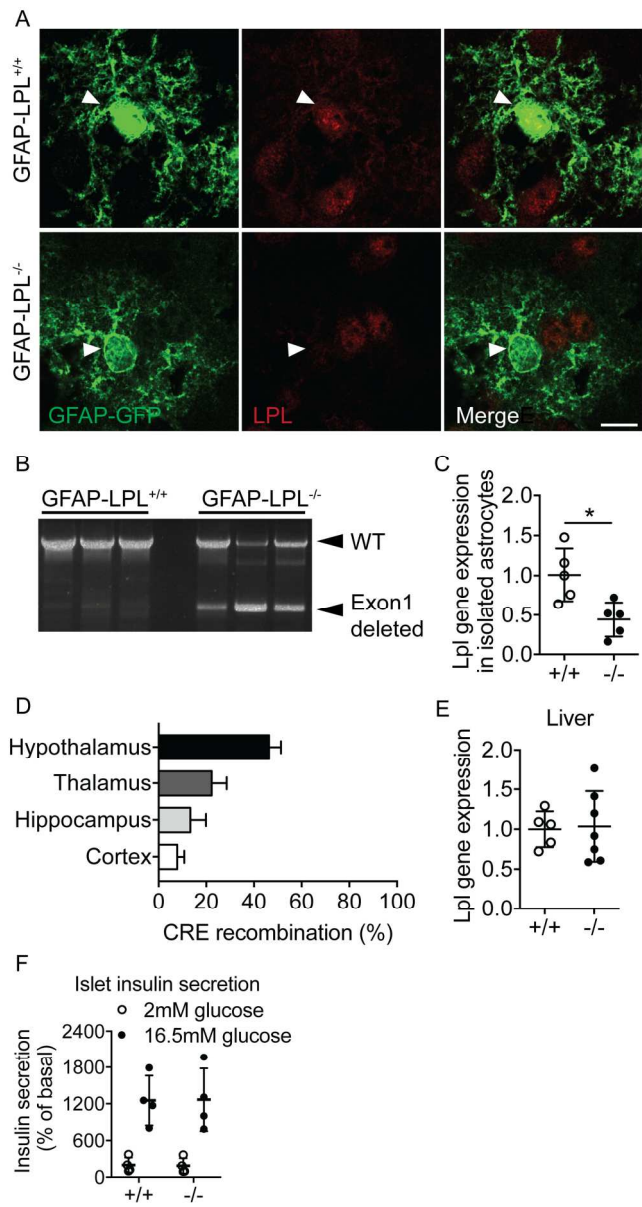 A
GFAP-LPL+/+
GFAP-LPL-/-
GFAP-GFP
LPL
MergeE
B
GFAP-LPL+/+
GFAP-LPL-/-
WT
Exon1
deleted
C
Lpl gene expression
in isolated astrocytes
2.0
1.5
1.0
0.5
0.0
*
+/+
-/-
D
Hypothalamus
Thalamus
Hippocampus
Cortex
0
20
40
60
80
100
CRE recombination (%)
E
Liver
Lpl gene expression
2.0
1.5
1.0
0.5
0.0
+/+
-/-
F
Islet insulin secretion
2mM glucose
16.5mM glucose
Insulin secretion
(% of basal)
2400
1800
1200
600
0
+/+
-/-